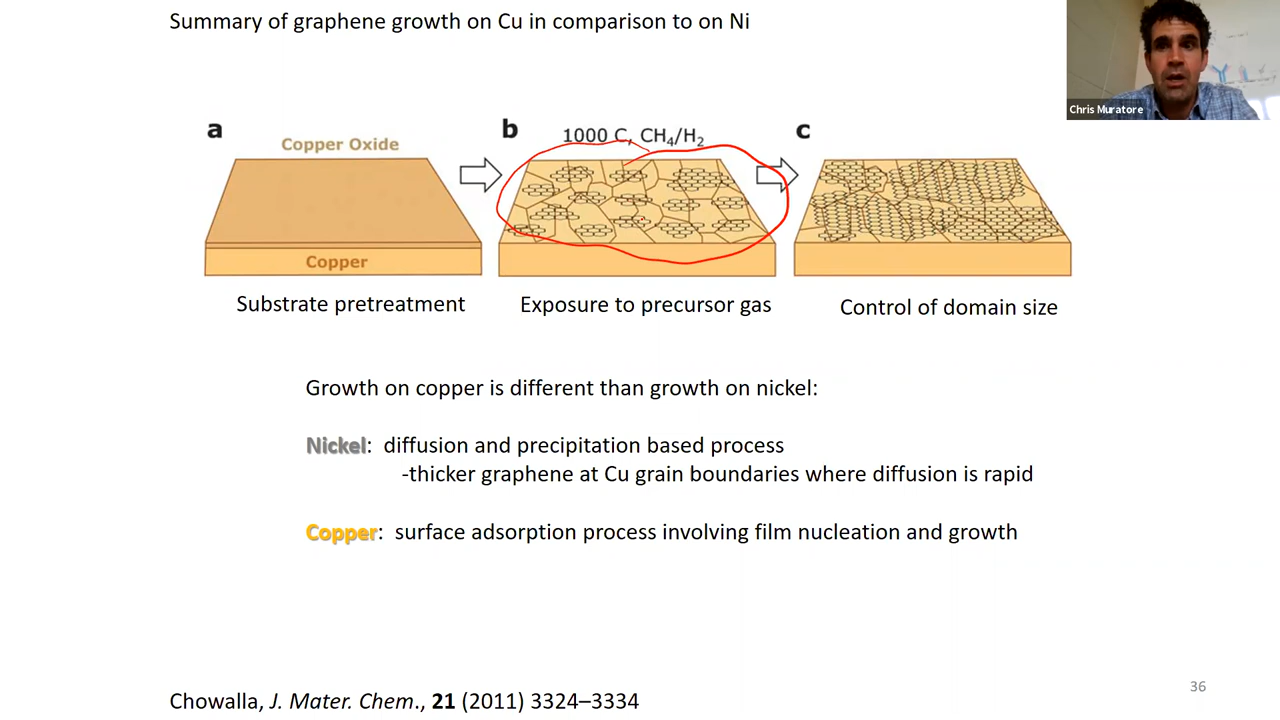 Summary of graphene growth on Cu in comparison to on Ni
Chris Muratore
a
Copper Oxide
Copper
b
1000 C, CH₄/H₂
c
Substrate pretreatment
Exposure to precursor gas
Control of domain size
Growth on copper is different than growth on nickel:
Nickel: diffusion and precipitation based process
-thicker graphene at Cu grain boundaries where diffusion is rapid
Copper: surface adsorption process involving film nucleation and growth
Chowalla, J. Mater. Chem., 21 (2011) 3324–3334
36